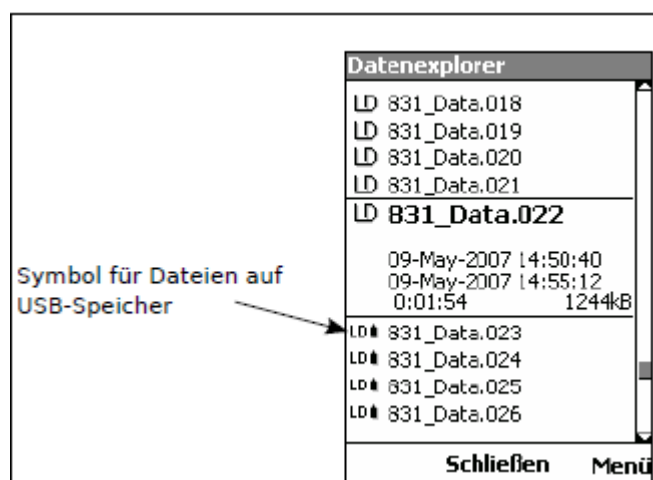 Datenexplorer
LD 831_Data.018
LD 831_Data.019
LD 831_Data.020
LD 831_Data.021
LD 831_Data.022
09-May-2007 14:50:40
09-May-2007 14:55:12
0:01:54 1244kB
Symbol für Dateien auf
USB-Speicher
LD 831_Data.023
LD 831_Data.024
LD 831_Data.025
LD 831_Data.026
Schließen Menü